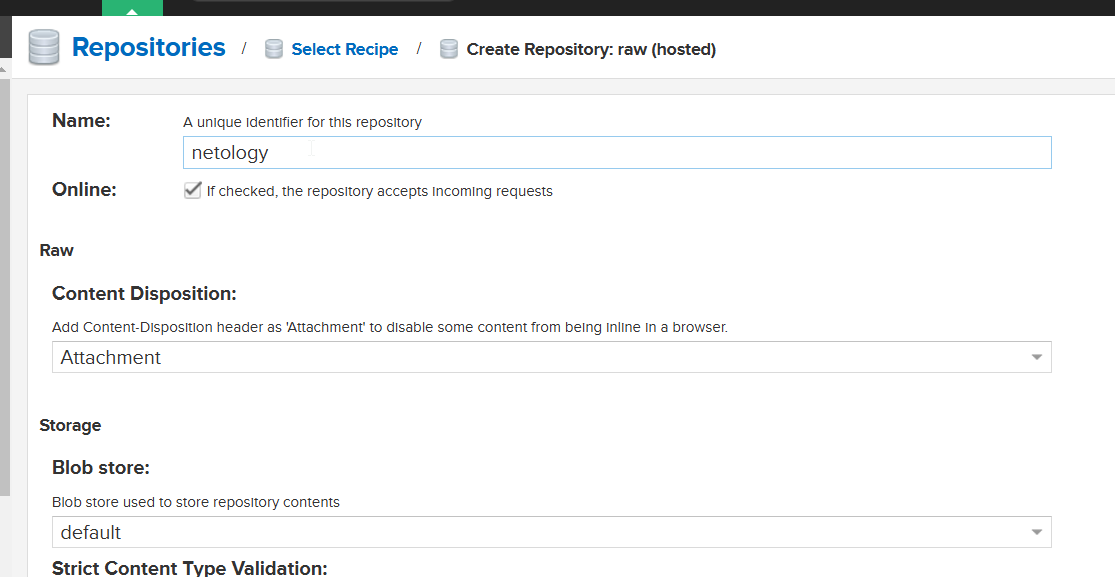 Repositories / Select Recipe / Create Repository: raw (hosted)
Name: A unique identifier for this repository
netology
Online: If checked, the repository accepts incoming requests
Raw
Content Disposition:
Add Content-Disposition header as 'Attachment' to disable some content from being inline in a browser.
Attachment
Storage
Blob store:
Blob store used to store repository contents
default
Strict Content Type Validation: